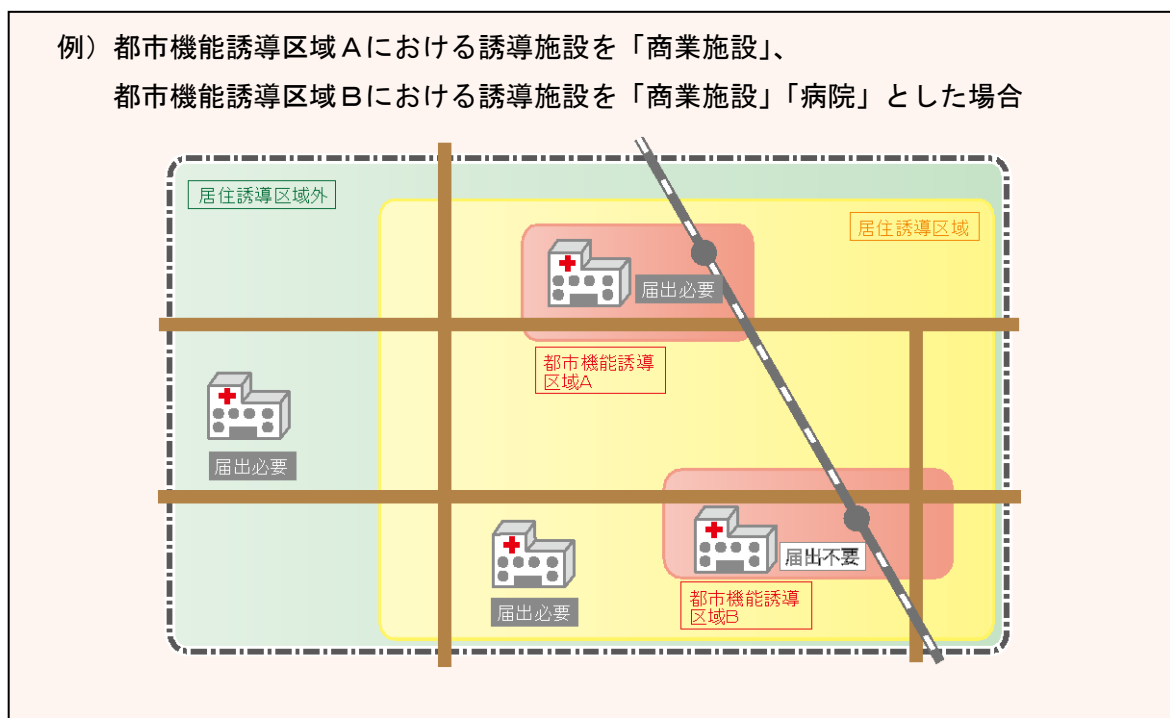 例）都市機能誘導区域Ａにおける誘導施設を「商業施設」、
都市機能誘導区域Ｂにおける誘導施設を「商業施設」「病院」とした場合
居住誘導区域外
居住誘導区域
届出必要
都市機能誘導
区域A
届出必要
届出不要
届出必要
都市機能誘導
区域B